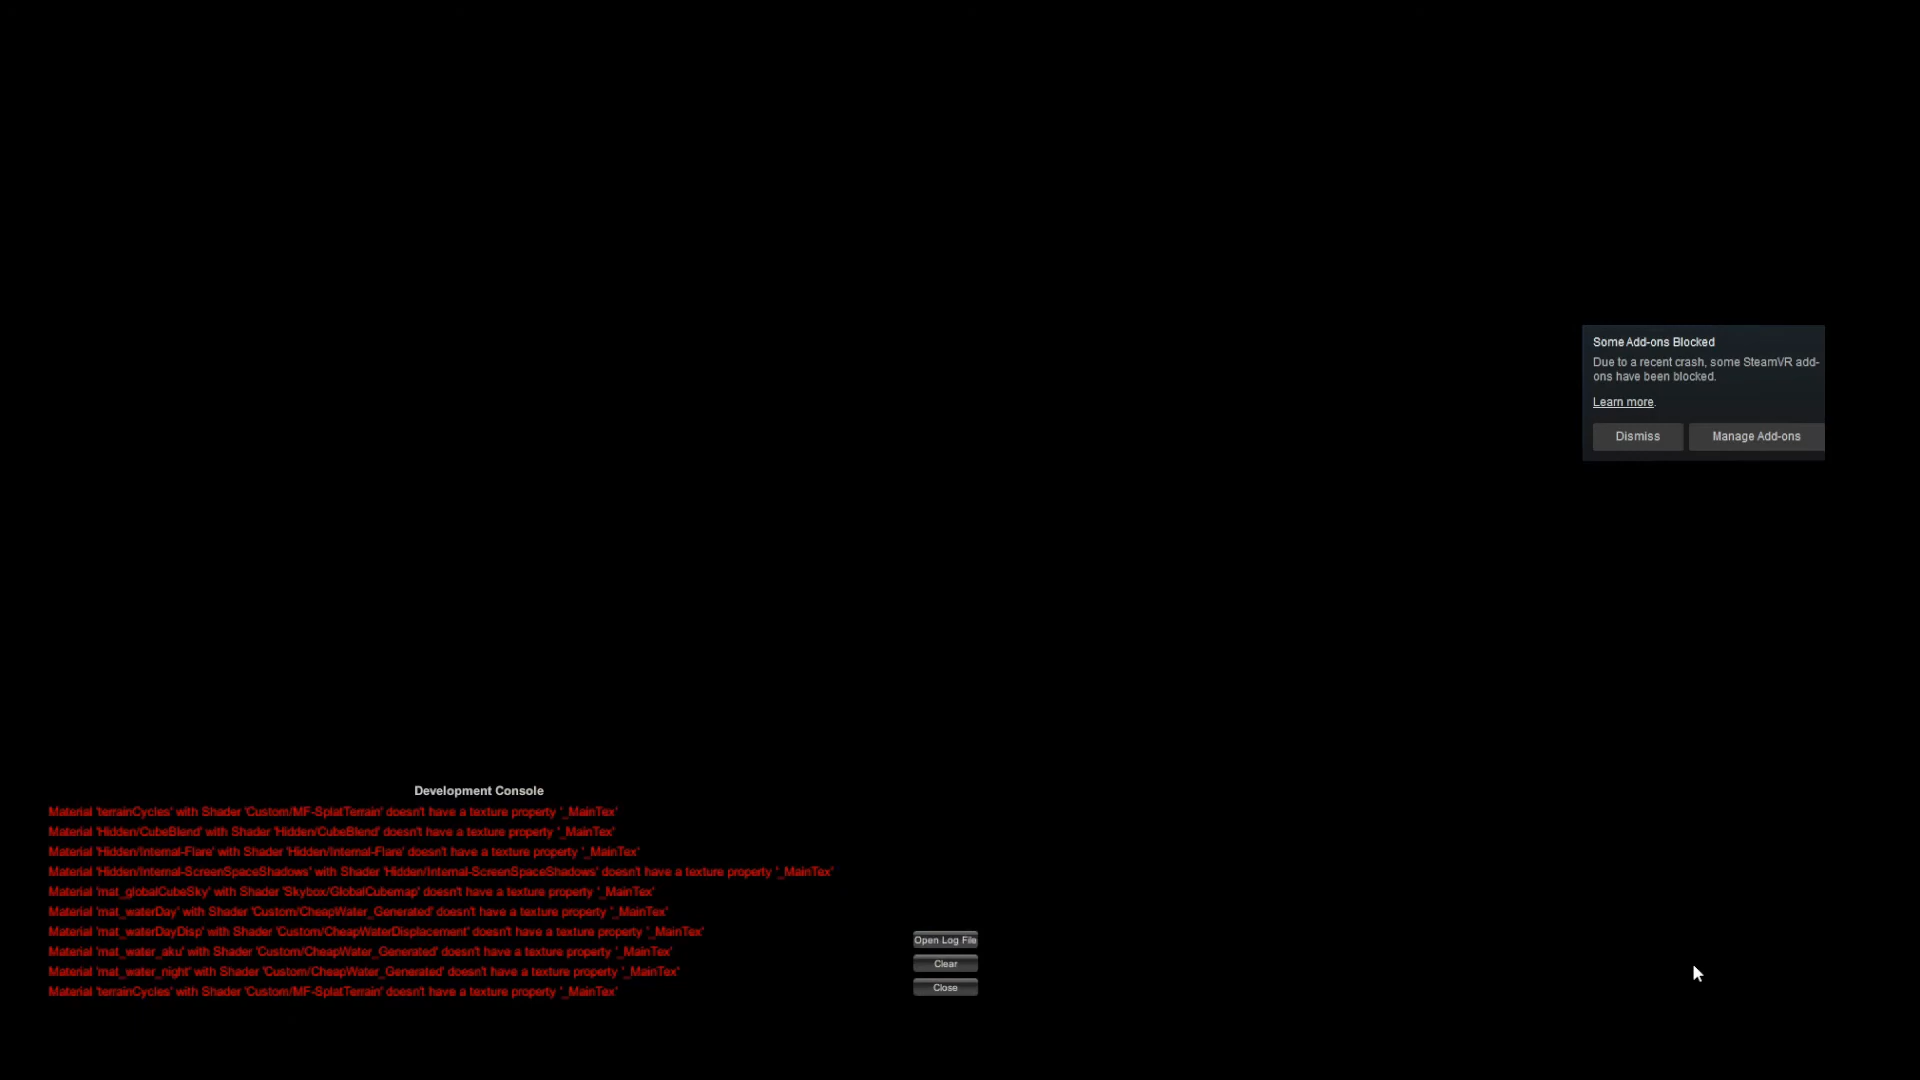 Some Add-ons Blocked
Due to a recent crash, some SteamVR add-
ons have been blocked.
Learn more.
Dismiss
Manage Add-ons
Development Console
Material 'terrainCycles' with Shader 'Custom/MF-SplatTerrain' doesn't have a texture property '_MainTex'
Material 'Hidden/CubeBlend' with Shader 'Hidden/CubeBlend' doesn't have a texture property '_MainTex'
Material 'Hidden/Internal-Flare' with Shader 'Hidden/Internal-Flare' doesn't have a texture property '_MainTex'
Material 'Hidden/Internal-ScreenSpaceShadows' with Shader 'Hidden/Internal-ScreenSpaceShadows' doesn't have a texture property '_MainTex'
Material 'mat_globalCubeSky' with Shader 'Skybox/GlobalCubemap' doesn't have a texture property '_MainTex'
Material 'mat_waterDay' with Shader 'Custom/CheapWater_Generated' doesn't have a texture property '_MainTex'
Material 'mat_waterDayDisp' with Shader 'Custom/CheapWaterDisplacement' doesn't have a texture property '_MainTex'
Material 'mat_water_aku' with Shader 'Custom/CheapWater_Generated' doesn't have a texture property '_MainTex'
Material 'mat_water_night' with Shader 'Custom/CheapWater_Generated' doesn't have a texture property '_MainTex'
Material 'terrainCycles' with Shader 'Custom/MF-SplatTerrain' doesn't have a texture property '_MainTex'
Open Log File
Clear
Close